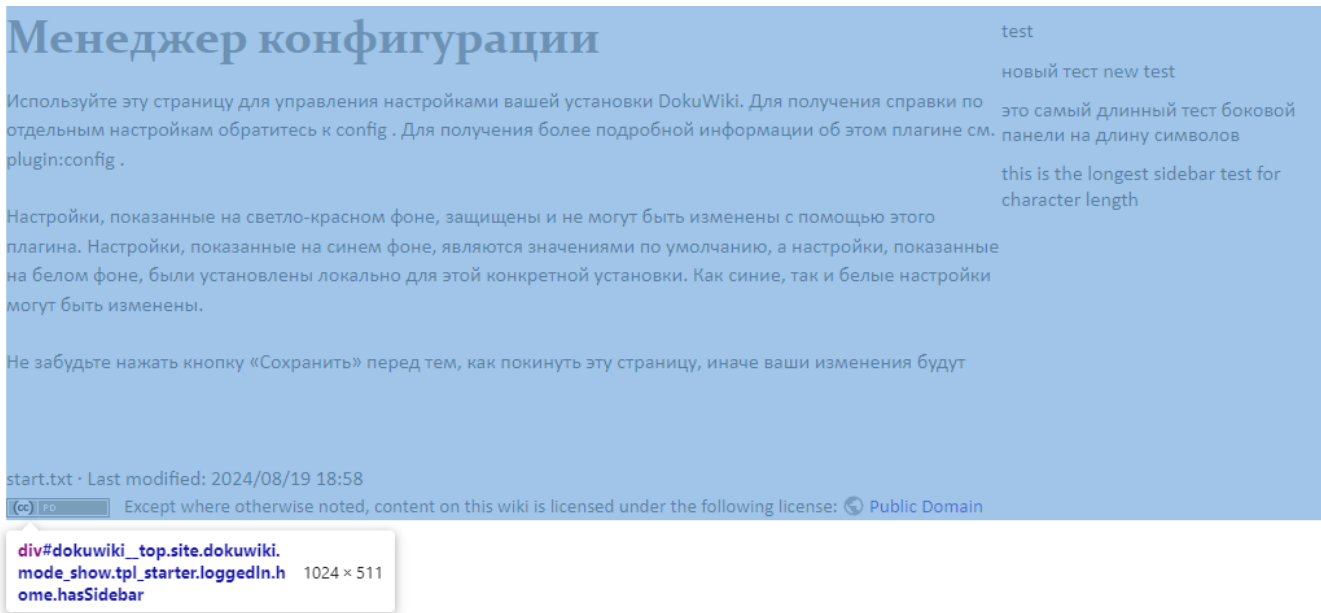 Менеджер конфигурации
Используйте эту страницу для управления настройками вашей установки DokuWiki. Для получения справки по
отдельным настройкам обратитесь к config . Для получения более подробной информации об этом плагине см.
plugin:config .
Настройки, показанные на светло-красном фоне, защищены и не могут быть изменены с помощью этого
плагина. Настройки, показанные на синем фоне, являются значениями по умолчанию, а настройки, показанные
на белом фоне, были установлены локально для этой конкретной установки. Как синие, так и белые настройки
могут быть изменены.
Не забудьте нажать кнопку «Сохранить» перед тем, как покинуть эту страницу, иначе ваши изменения будут
test
новый тест new test
это самый длинный тест боковой
панели на длину символов
this is the longest sidebar test for
character length
start.txt · Last modified: 2024/08/19 18:58
(cc) PD Except where otherwise noted, content on this wiki is licensed under the following license: Public Domain
div#dokuwiki__top.site.dokuwiki.
mode_show.tpl_starter.loggedIn.h 1024 × 511
ome.hasSidebar